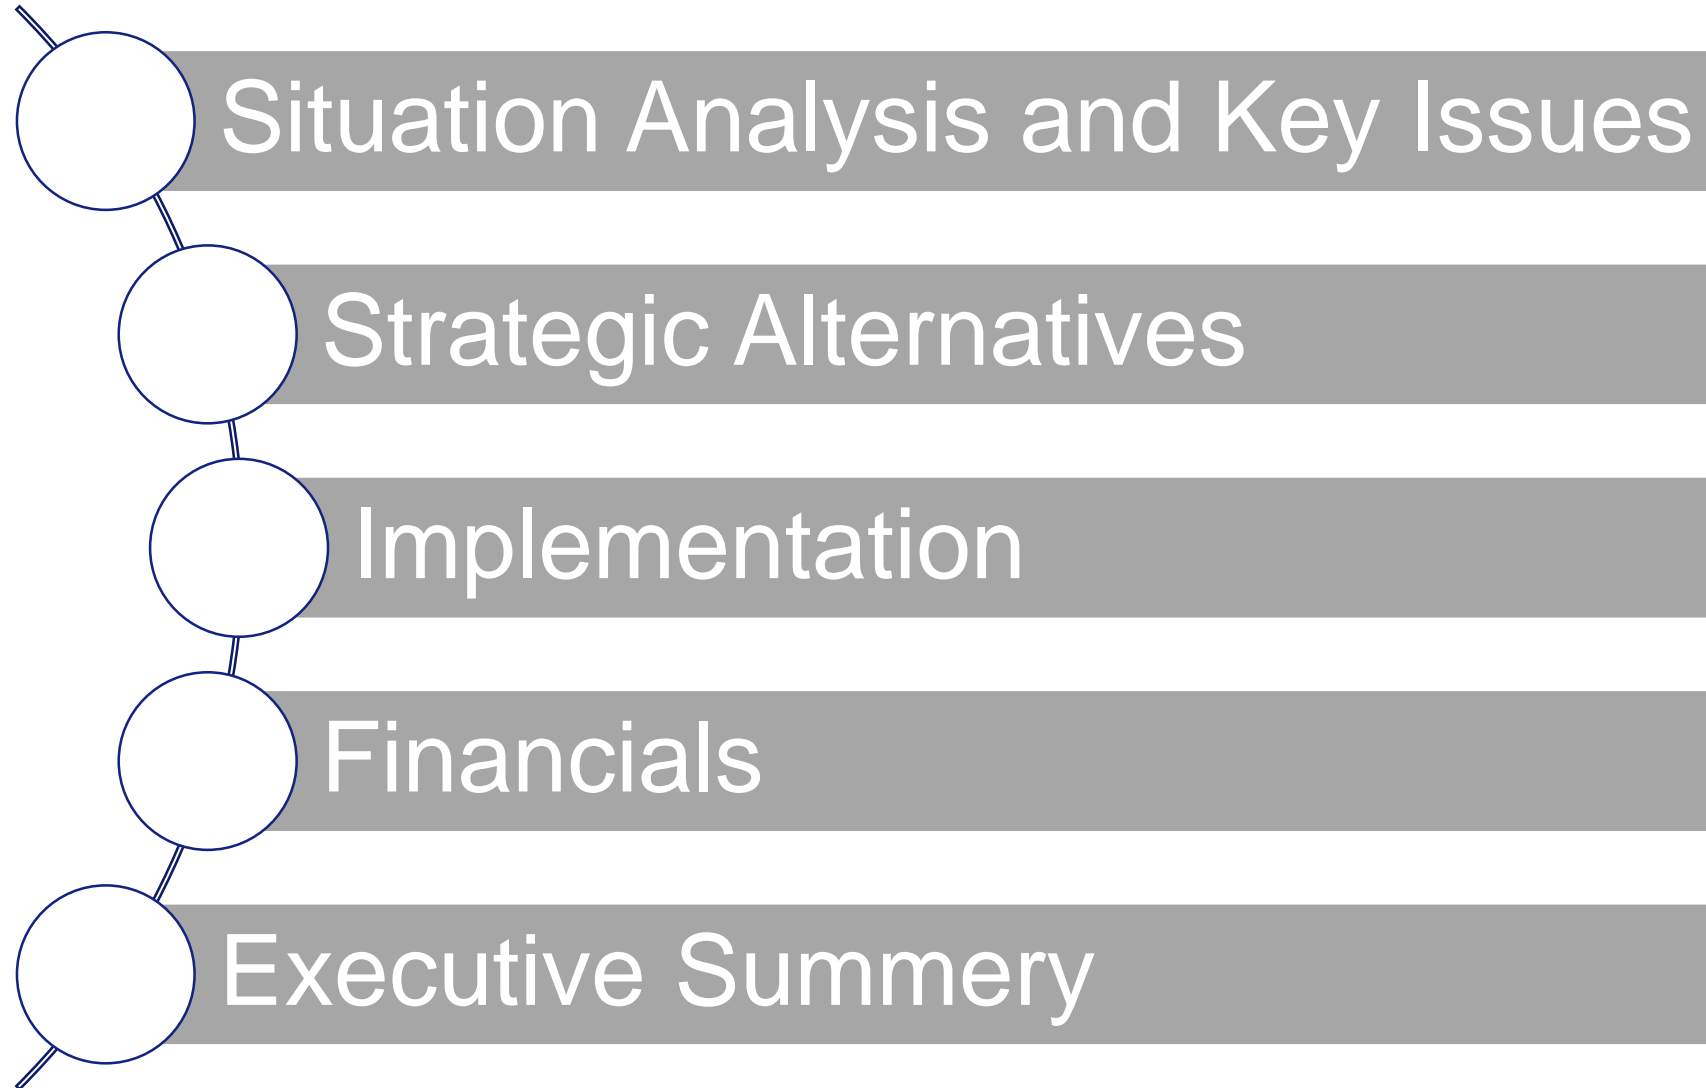 Situation Analysis and Key Issues
Strategic Alternatives
Implementation
Financials
Executive Summery